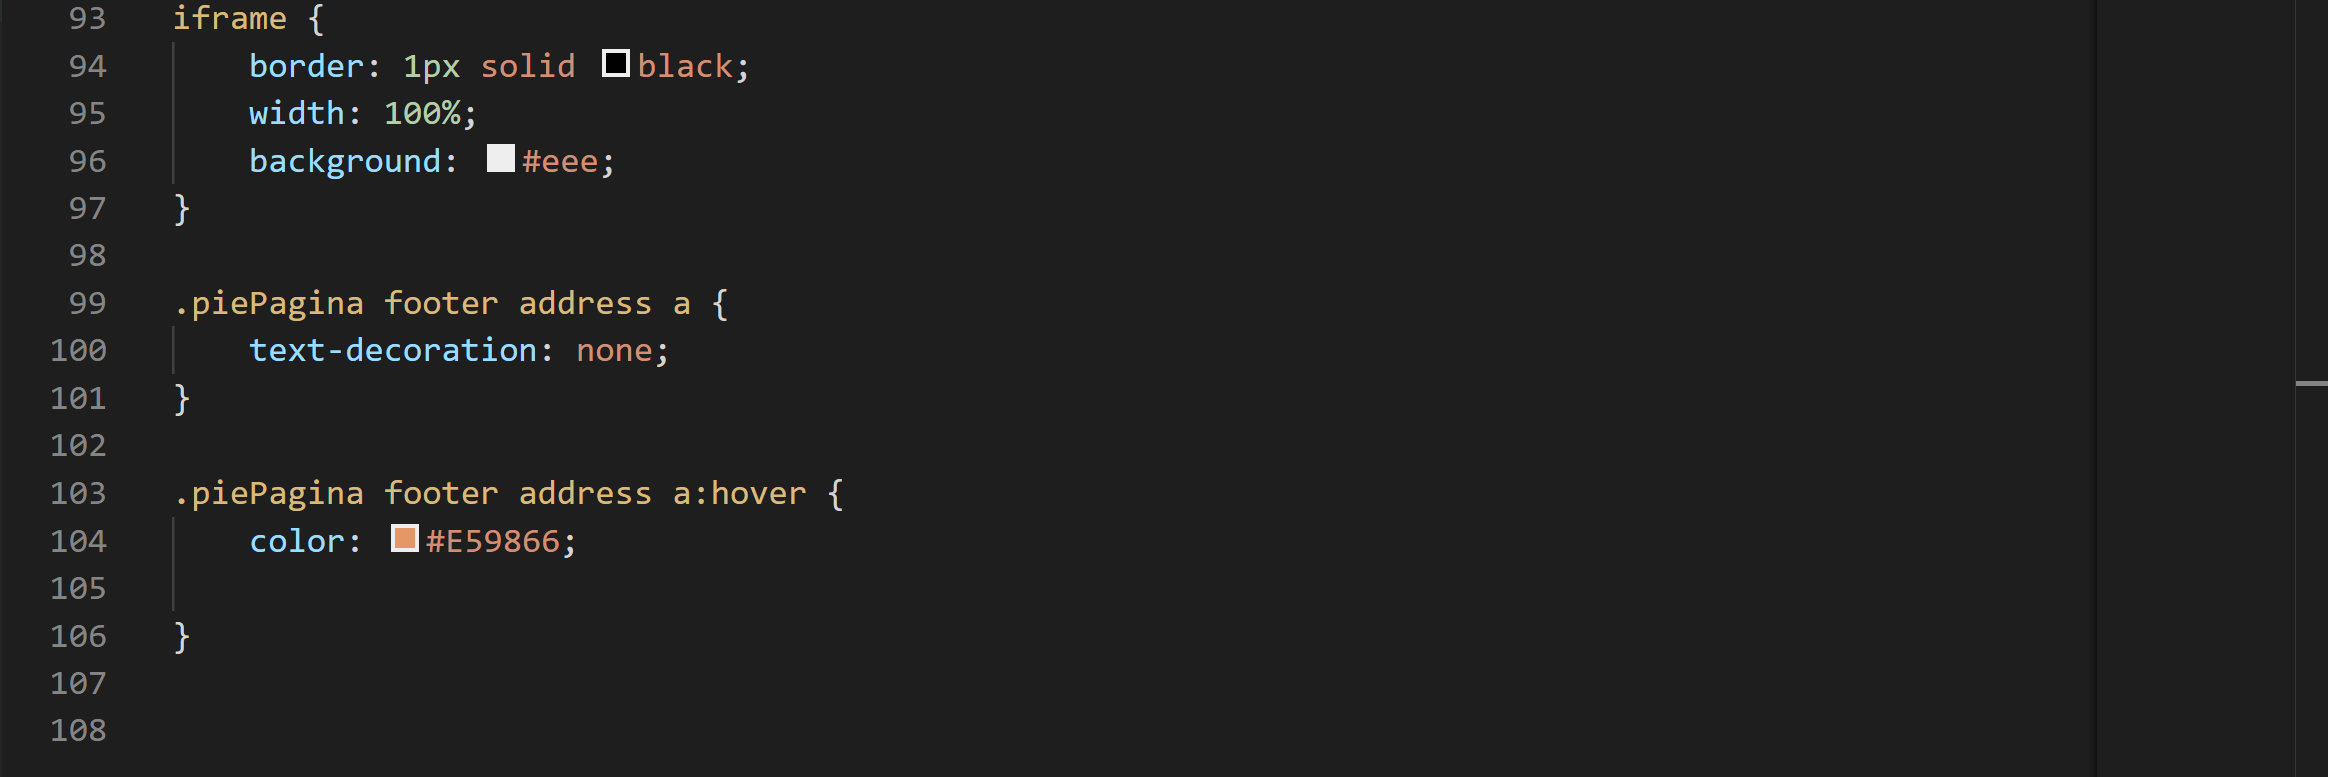 93 iframe {
94 border: 1px solid black;
95 width: 100%;
96 background: #eee;
97 }
98
99 .piePagina footer address a {
100 text-decoration: none;
101 }
102
103 .piePagina footer address a:hover {
104 color: #E59866;
105
106 }
107
108